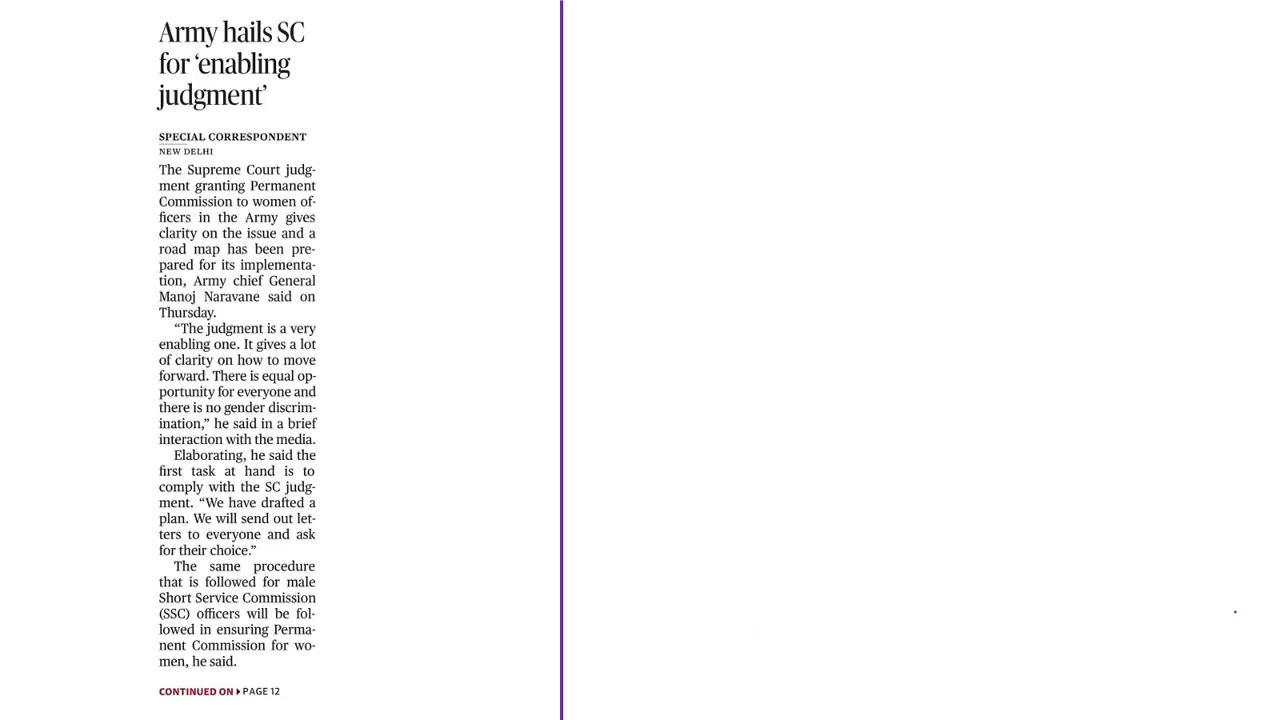 Army hails SC
for ‘enabling
judgment’
SPECIAL CORRESPONDENT
NEW DELHI
The Supreme Court judg-
ment granting Permanent
Commission to women of-
ficers in the Army gives
clarity on the issue and a
road map has been pre-
pared for its implementa-
tion, Army chief General
Manoj Naravane said on
Thursday.
“The judgment is a very
enabling one. It gives a lot
of clarity on how to move
forward. There is equal op-
portunity for everyone and
there is no gender discrim-
ination,” he said in a brief
interaction with the media.
Elaborating, he said the
first task at hand is to
comply with the SC judg-
ment. “We have drafted a
plan. We will send out let-
ters to everyone and ask
for their choice.”
The same procedure
that is followed for male
Short Service Commission
(SSC) officers will be fol-
lowed in ensuring Perma-
nent Commission for wo-
men, he said.
CONTINUED ON PAGE 12